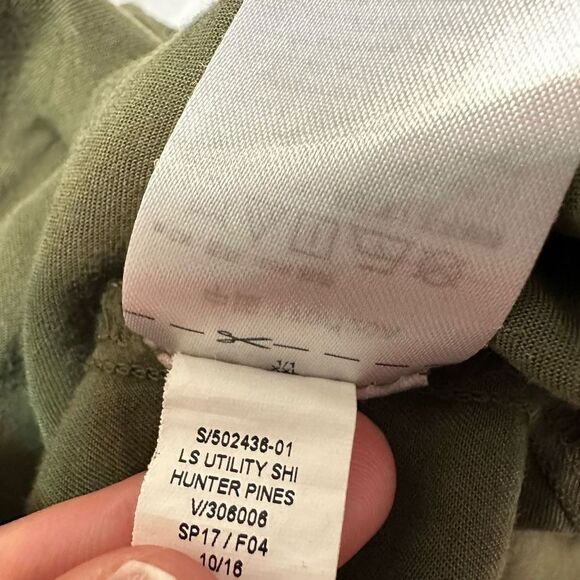 S/502436-01
LS UTILITY SHI
HUNTER PINES
V/306006
SP17 / F04
10/16